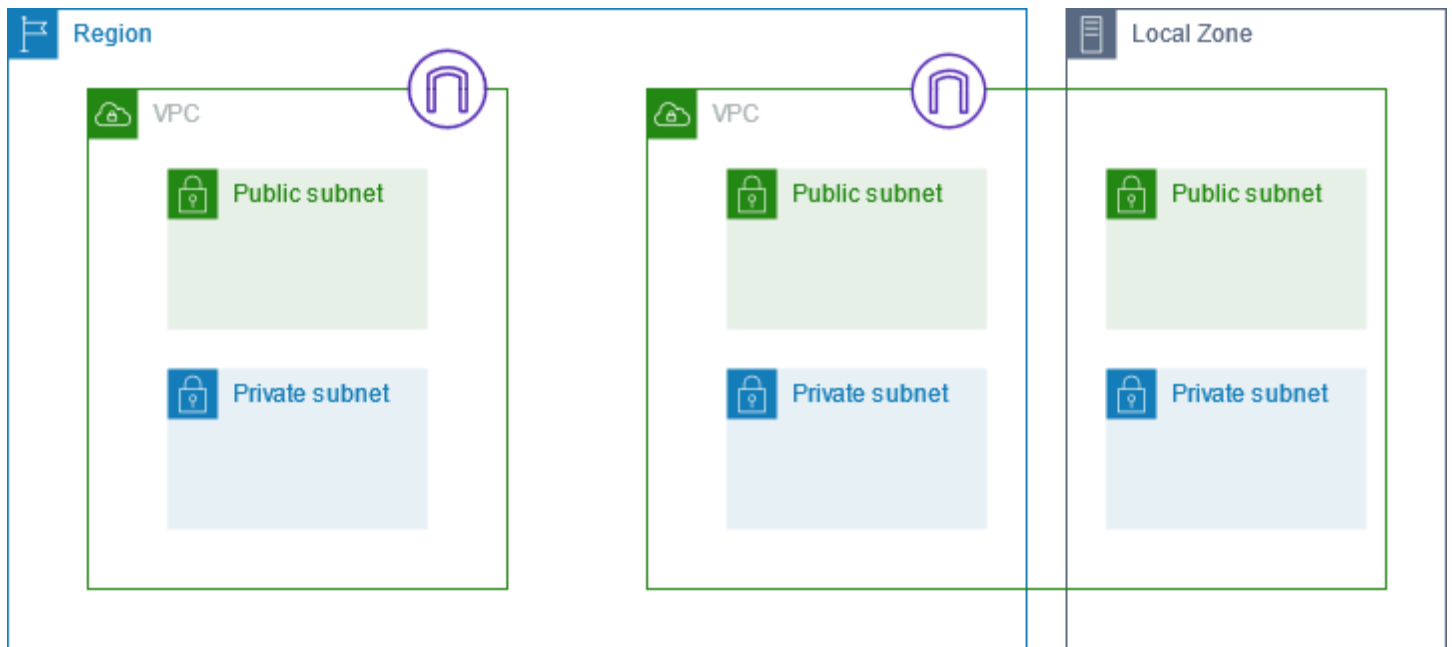 Region
Local Zone
VPC
VPC
Public subnet
Public subnet
Public subnet
Private subnet
Private subnet
Private subnet